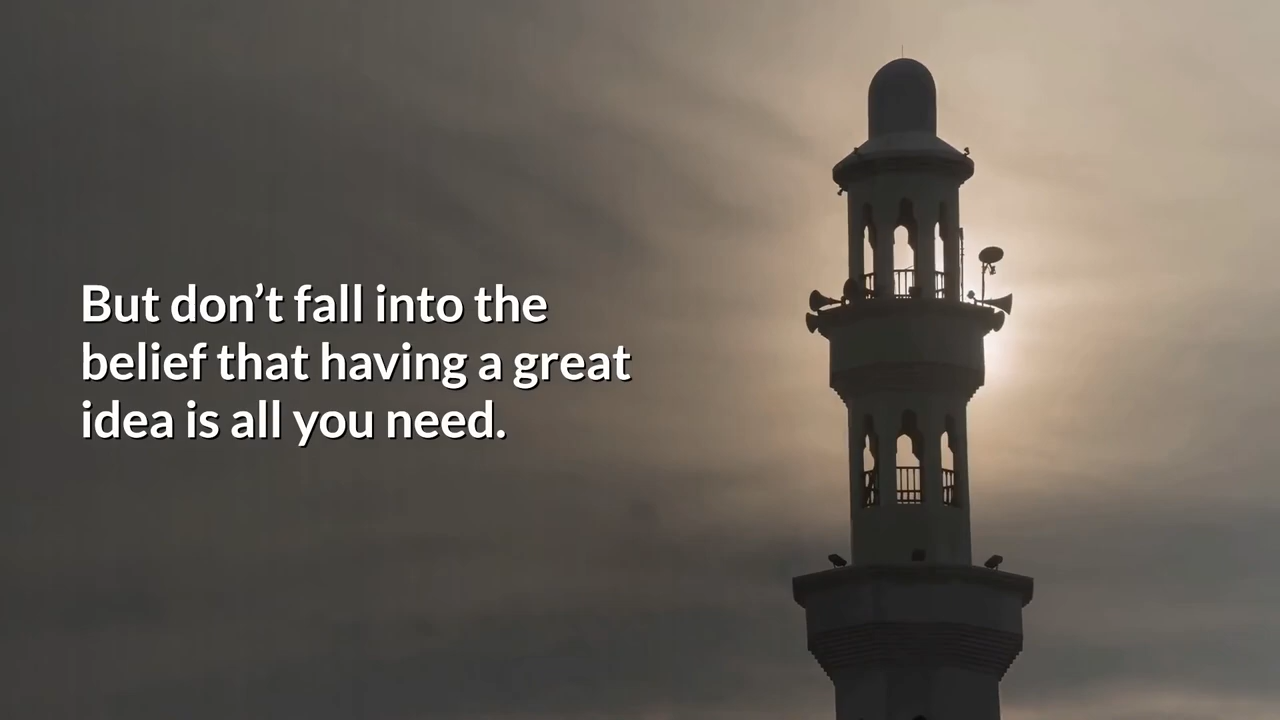 But don’t fall into the
belief that having a great
idea is all you need.